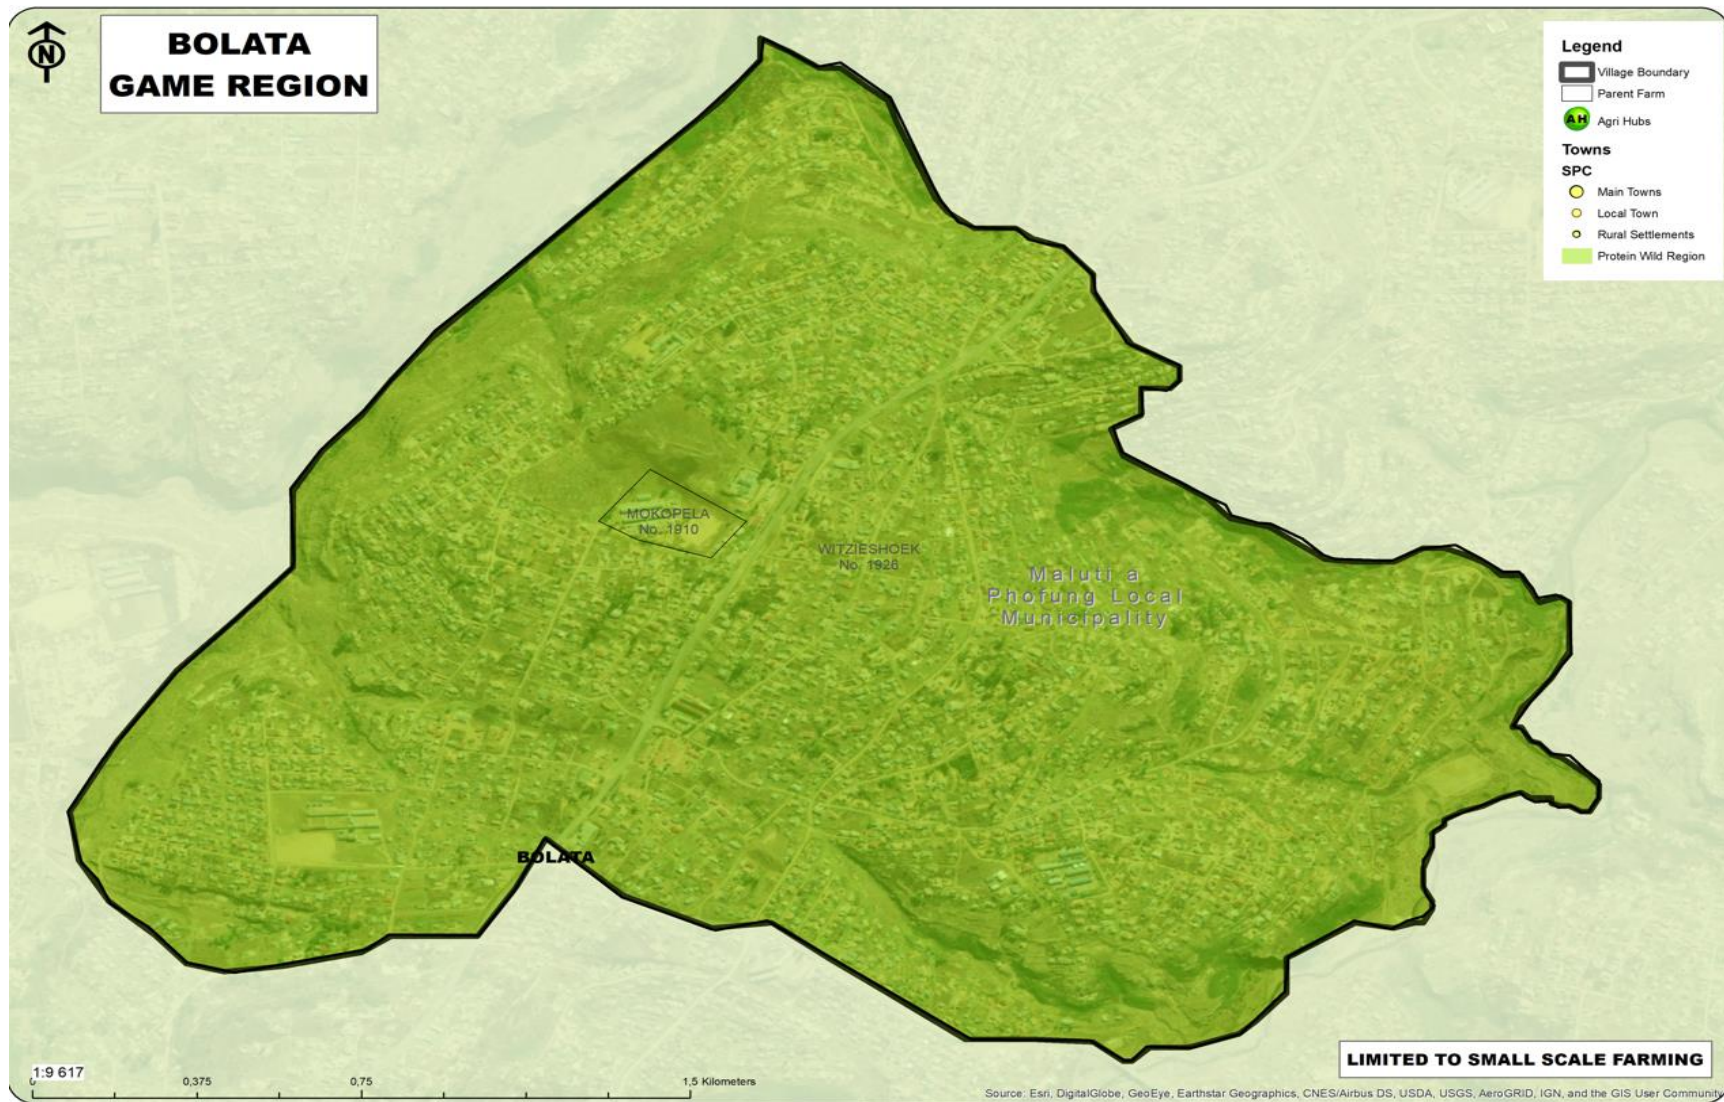 N
BOLATA
GAME REGION
Legend
Village Boundary
Parent Farm
AH Agri Hubs
Towns
SPC
Main Towns
Local Town
Rural Settlements
Protein Wild Region
MOKOPELA
No. 1910
WITZIESHOEK
No. 1926
Maluti a
Phofung Local
Municipality
BOLATA
LIMITED TO SMALL SCALE FARMING
1:9 617
0 0,375 0,75 1,5 Kilometers
Source: Esri, DigitalGlobe, GeoEye, Earthstar Geographics, CNES/Airbus DS, USDA, USGS, AeroGRID, IGN, and the GIS User Community